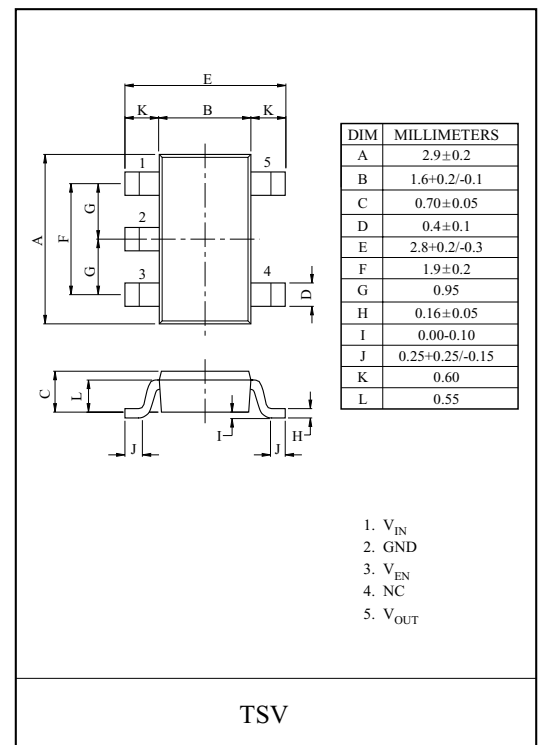 E
K B K
1 5
G
2
A F
G
3 4
D
C L
J I H J
DIM MILLIMETERS
A 2.9±0.2
B 1.6+0.2/-0.1
C 0.70±0.05
D 0.4±0.1
E 2.8+0.2/-0.3
F 1.9±0.2
G 0.95
H 0.16±0.05
I 0.00-0.10
J 0.25+0.25/-0.15
K 0.60
L 0.55
1. VIN
2. GND
3. VEN
4. NC
5. VOUT
TSV